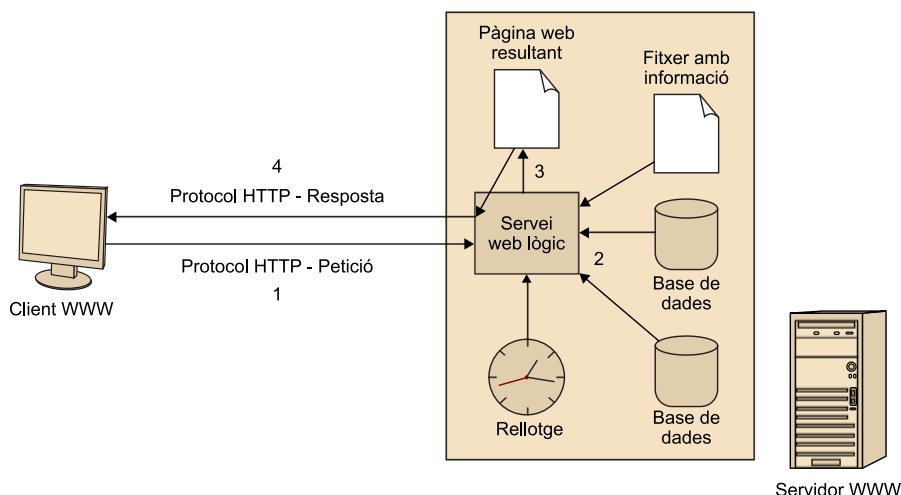 Pàgina web
resultant
Fitxer amb
informació
4
Protocol HTTP - Resposta
3
Servei
web lògic
2
Protocol HTTP - Petició
1
Client WWW
Base de
dades
Rellotge
Base de
dades
Servidor WWW